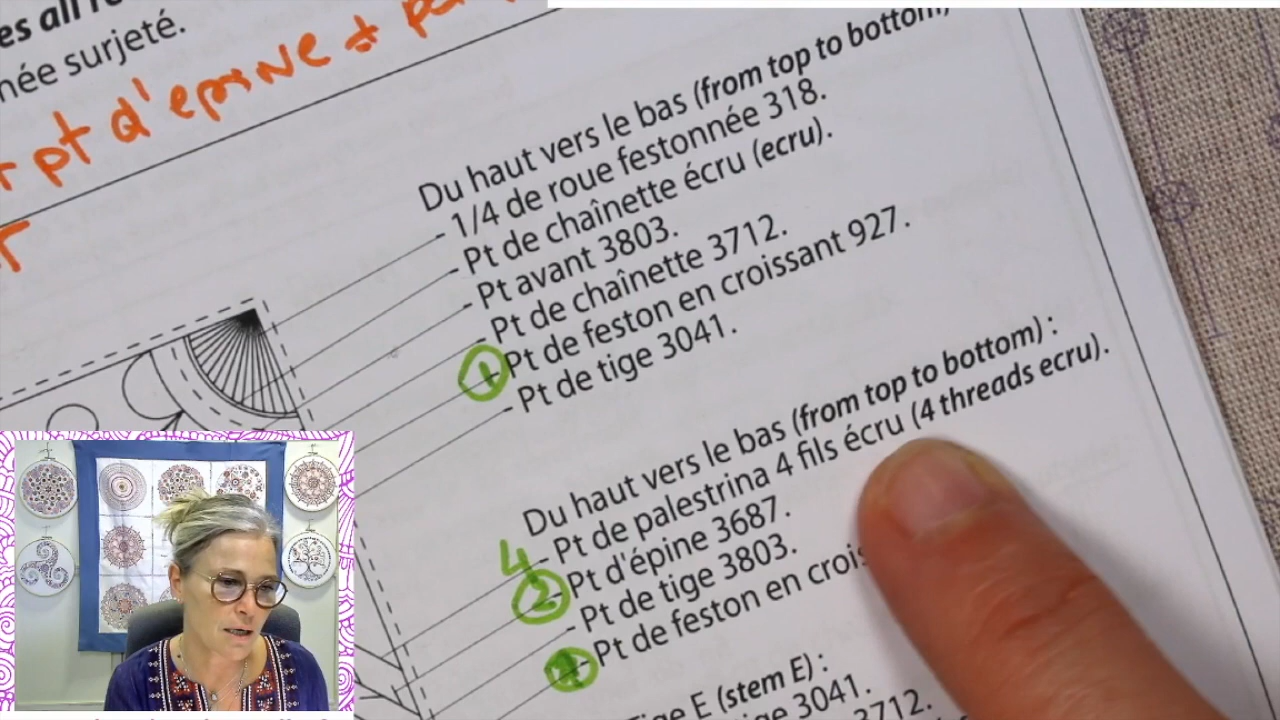 es all
née surjeté.
pt d'epine +
Du haut vers le bas (from top to bottom)
1/4 de roue festonnée 318.
Pt de chaînette écru (ecru).
Pt avant 3803.
Pt de chaînette 3712.
1 Pt de feston en croissant 927.
Pt de tige 3041.
Du haut vers le bas (from top to bottom) :
4 Pt de palestrina 4 fils écru (4 threads ecru).
2 Pt d'épine 3687.
Pt de tige 3803.
Pt de feston en crois
Tige E (stem E) :
ige 3041.
3712.